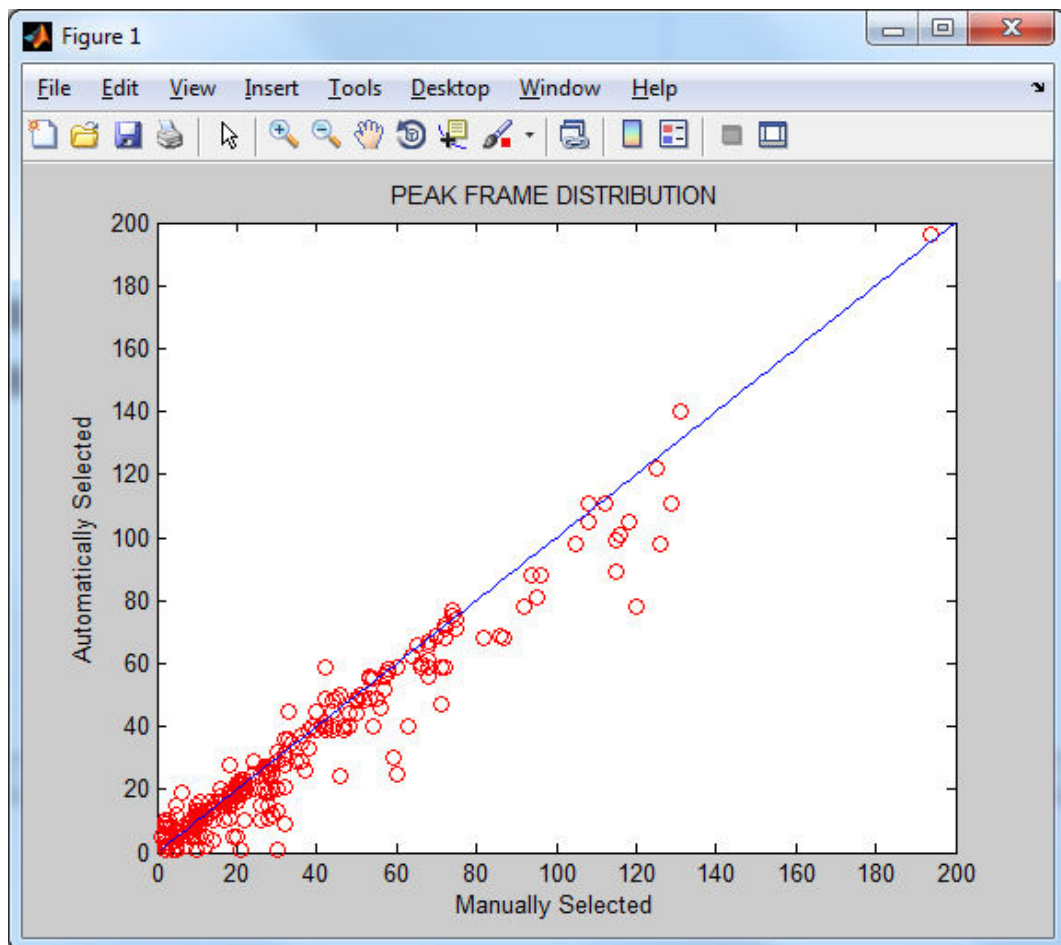 Figure 1
File Edit View Insert Tools Desktop Window Help
PEAK FRAME DISTRIBUTION
200
180
160
140
120
100
80
60
40
20
0
Automatically Selected
0 20 40 60 80 100 120 140 160 180 200
Manually Selected